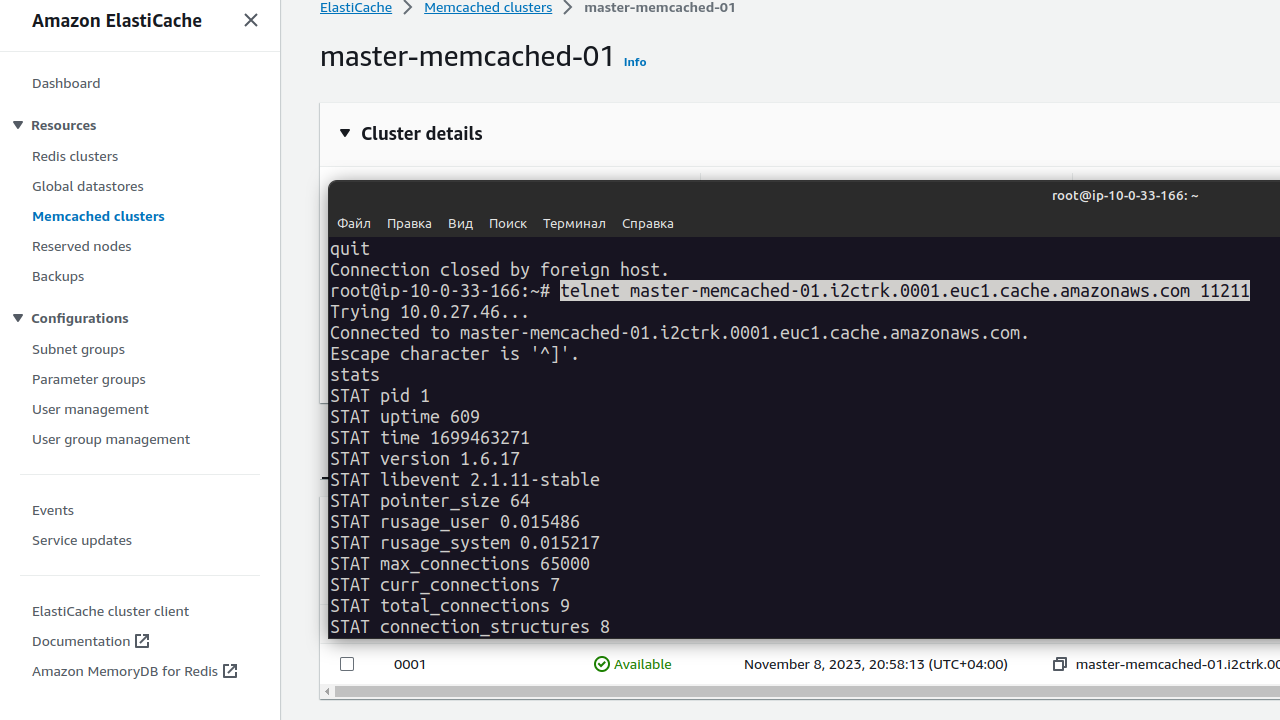 Amazon ElastiCache
Dashboard
Resources
Redis clusters
Global datastores
Memcached clusters
Reserved nodes
Backups
Configurations
Subnet groups
Parameter groups
User management
User group management
Events
Service updates
ElastiCache cluster client
Documentation
Amazon MemoryDB for Redis
ElastiCache > Memcached clusters > master-memcached-01
master-memcached-01 Info
Cluster details
root@ip-10-0-33-166: ~
Файл Правка Вид Поиск Терминал Справка
quit
Connection closed by foreign host.
root@ip-10-0-33-166:~# telnet master-memcached-01.i2ctrk.0001.euc1.cache.amazonaws.com 11211
Trying 10.0.27.46...
Connected to master-memcached-01.i2ctrk.0001.euc1.cache.amazonaws.com.
Escape character is '^]'.
stats
STAT pid 1
STAT uptime 609
STAT time 1699463271
STAT version 1.6.17
STAT libevent 2.1.11-stable
STAT pointer_size 64
STAT rusage_user 0.015486
STAT rusage_system 0.015217
STAT max_connections 65000
STAT curr_connections 7
STAT total_connections 9
STAT connection_structures 8
0001 Available November 8, 2023, 20:58:13 (UTC+04:00) master-memcached-01.i2ctrk.00